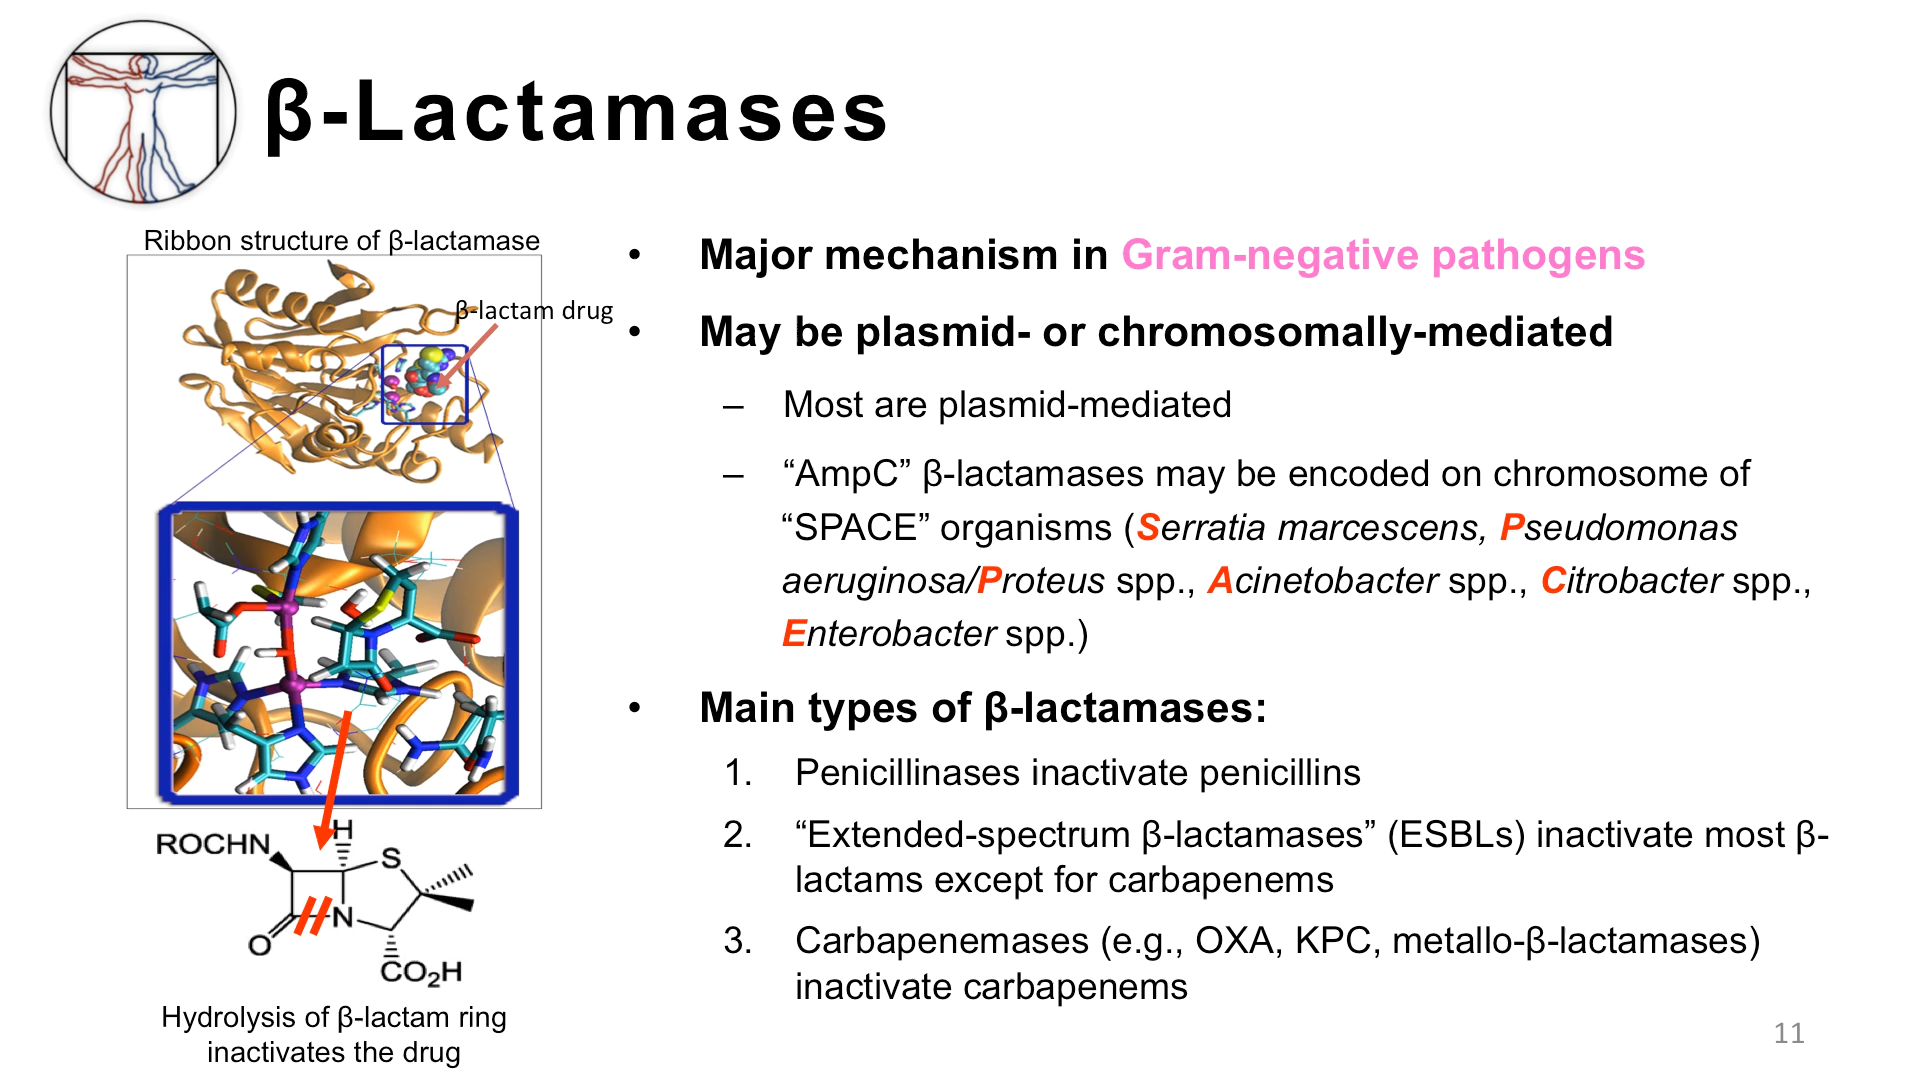 β-Lactamases
Ribbon structure of β-lactamase
β-lactam drug
ROCHN
H
S
N
O
CO₂H
Hydrolysis of β-lactam ring
inactivates the drug
• Major mechanism in Gram-negative pathogens
• May be plasmid- or chromosomally-mediated
– Most are plasmid-mediated
– “AmpC” β-lactamases may be encoded on chromosome of
“SPACE” organisms (Serratia marcescens, Pseudomonas
aeruginosa/Proteus spp., Acinetobacter spp., Citrobacter spp.,
Enterobacter spp.)
• Main types of β-lactamases:
1. Penicillinases inactivate penicillins
2. “Extended-spectrum β-lactamases” (ESBLs) inactivate most β-
lactams except for carbapenems
3. Carbapenemases (e.g., OXA, KPC, metallo-β-lactamases)
inactivate carbapenems
11